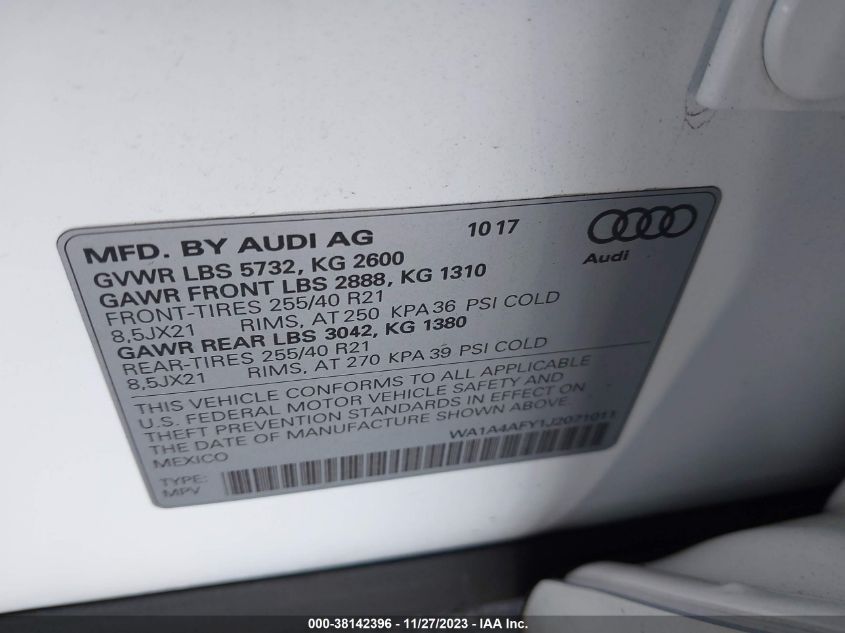 MFD. BY AUDI AG 10 17
Audi
GVWR LBS 5732, KG 2600
GAWR FRONT LBS 2888, KG 1310
FRONT-TIRES 255/40 R21
8,5JX21 RIMS, AT 250 KPA 36 PSI COLD
GAWR REAR LBS 3042, KG 1380
REAR-TIRES 255/40 R21
8,5JX21 RIMS, AT 270 KPA 39 PSI COLD
THIS VEHICLE CONFORMS TO ALL APPLICABLE
U.S. FEDERAL MOTOR VEHICLE SAFETY AND
THEFT PREVENTION STANDARDS IN EFFECT ON
THE DATE OF MANUFACTURE SHOWN ABOVE.
MEXICO WA1A4AFY1J2071011
TYPE:
MPV
000-38142396 - 11/27/2023 - IAA Inc.